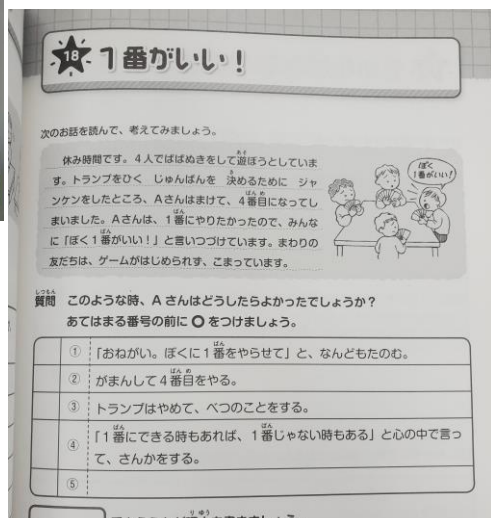 18 1番がいい！
次のお話を読んで、考えてみましょう。
休み時間です。4人でばばぬきをして遊ぼうとしていま
す。トランプをひく じゅんばんを 決めるために ジャ
ンケンをしたところ、Aさんはまけて、4番目になってし
まいました。Aさんは、1番にやりたかったので、みんな
に「ぼく1番がいい！」と言いつづけています。まわりの
友だちは、ゲームがはじめられず、こまっています。
ぼく
1番がいい！
質問 このような時、Aさんはどうしたらよかったでしょうか？
あてはまる番号の前に○をつけましょう。
① 「おねがい。ぼくに1番をやらせて」と、なんどもたのむ。
② がまんして4番目をやる。
③ トランプはやめて、べつのことをする。
④ 「1番にできる時もあれば、1番じゃない時もある」と心の中で言っ
て、さんかをする。
⑤